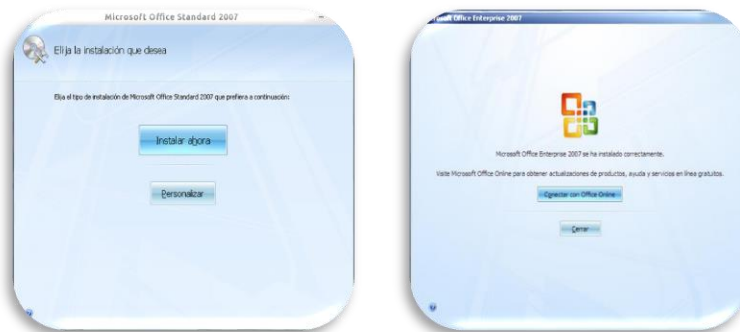 Microsoft Office Standard 2007
Elija la instalación que desea
Elija el tipo de instalación de Microsoft Office Standard 2007 que prefiera a continuación:
Instalar ahora
Personalizar
Microsoft Office Enterprise 2007
Microsoft Office Enterprise 2007 se ha instalado correctamente.
Visite Microsoft Office Online para obtener actualizaciones de productos, ayuda y servicios en línea gratuitos.
Conectar con Office Online
Cerrar